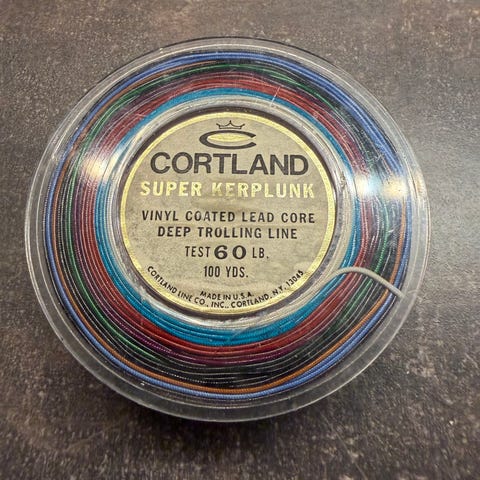 CORTLAND
SUPER KERPLUNK
VINYL COATED LEAD CORE
DEEP TROLLING LINE
TEST 60 LB.
100 YDS.
MADE IN U.S.A.
CORTLAND LINE CO., INC., CORTLAND, N.Y. 13045